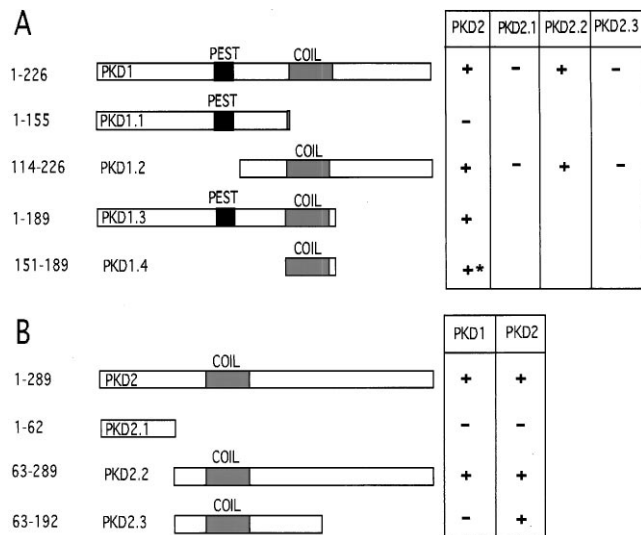 A
PKD2 PKD2.1 PKD2.2 PKD2.3
PEST COIL
1-226 PKD1 + - + -
PEST
1-155 PKD1.1 -
COIL
114-226 PKD1.2 + - + -
PEST COIL
1-189 PKD1.3 +
COIL
151-189 PKD1.4 +*
B
PKD1 PKD2
COIL
1-289 PKD2 + +
1-62 PKD2.1 - -
COIL
63-289 PKD2.2 + +
COIL
63-192 PKD2.3 - +